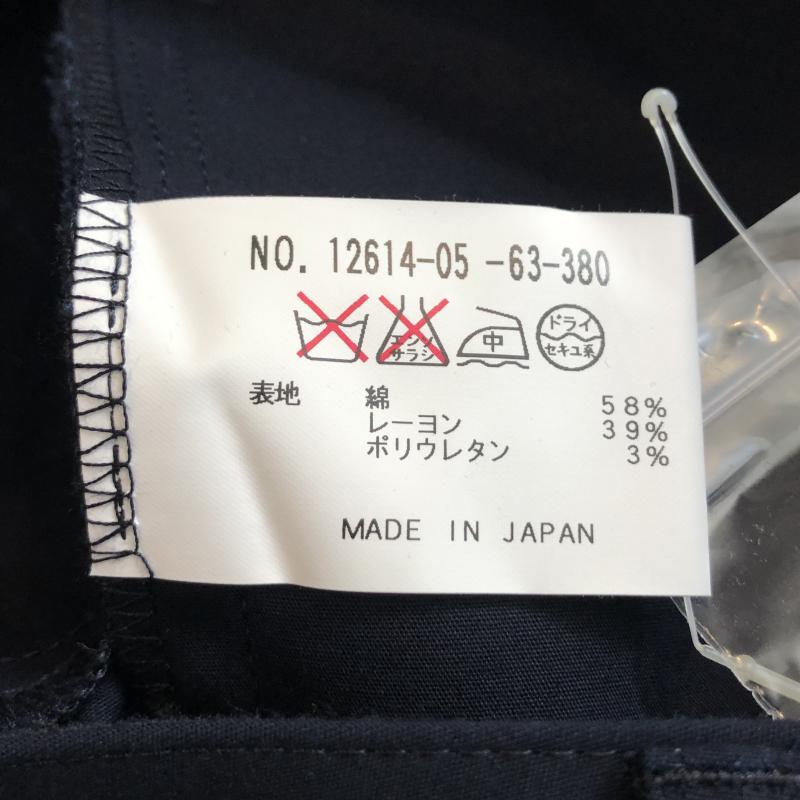 NO. 12614-05 -63-380
エンソサラシ 中 ドライ セキユ系
表地 綿 58%
レーヨン 39%
ポリウレタン 3%
MADE IN JAPAN